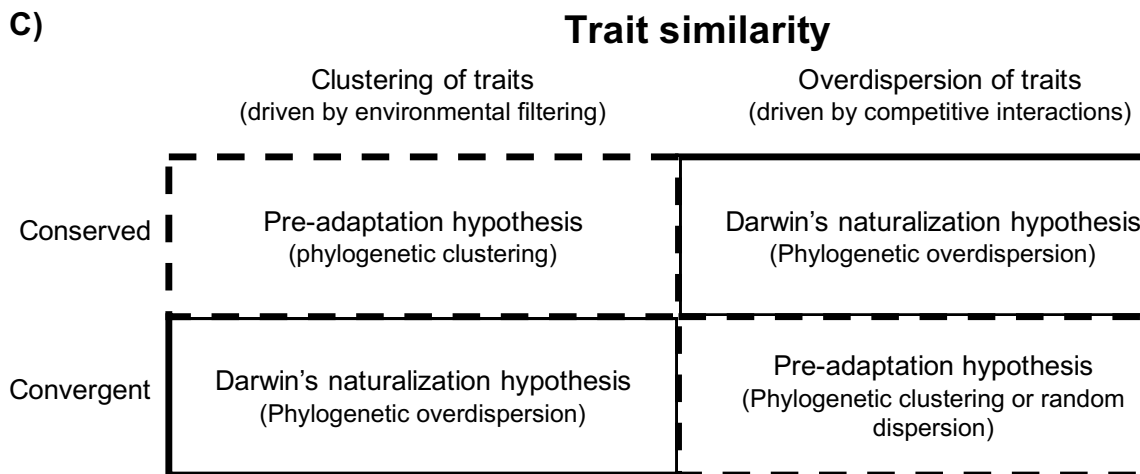 C)
Trait similarity
Clustering of traits
(driven by environmental filtering)
Overdispersion of traits
(driven by competitive interactions)
Conserved
Pre-adaptation hypothesis
(phylogenetic clustering)
Darwin's naturalization hypothesis
(Phylogenetic overdispersion)
Convergent
Darwin's naturalization hypothesis
(Phylogenetic overdispersion)
Pre-adaptation hypothesis
(Phylogenetic clustering or random
dispersion)